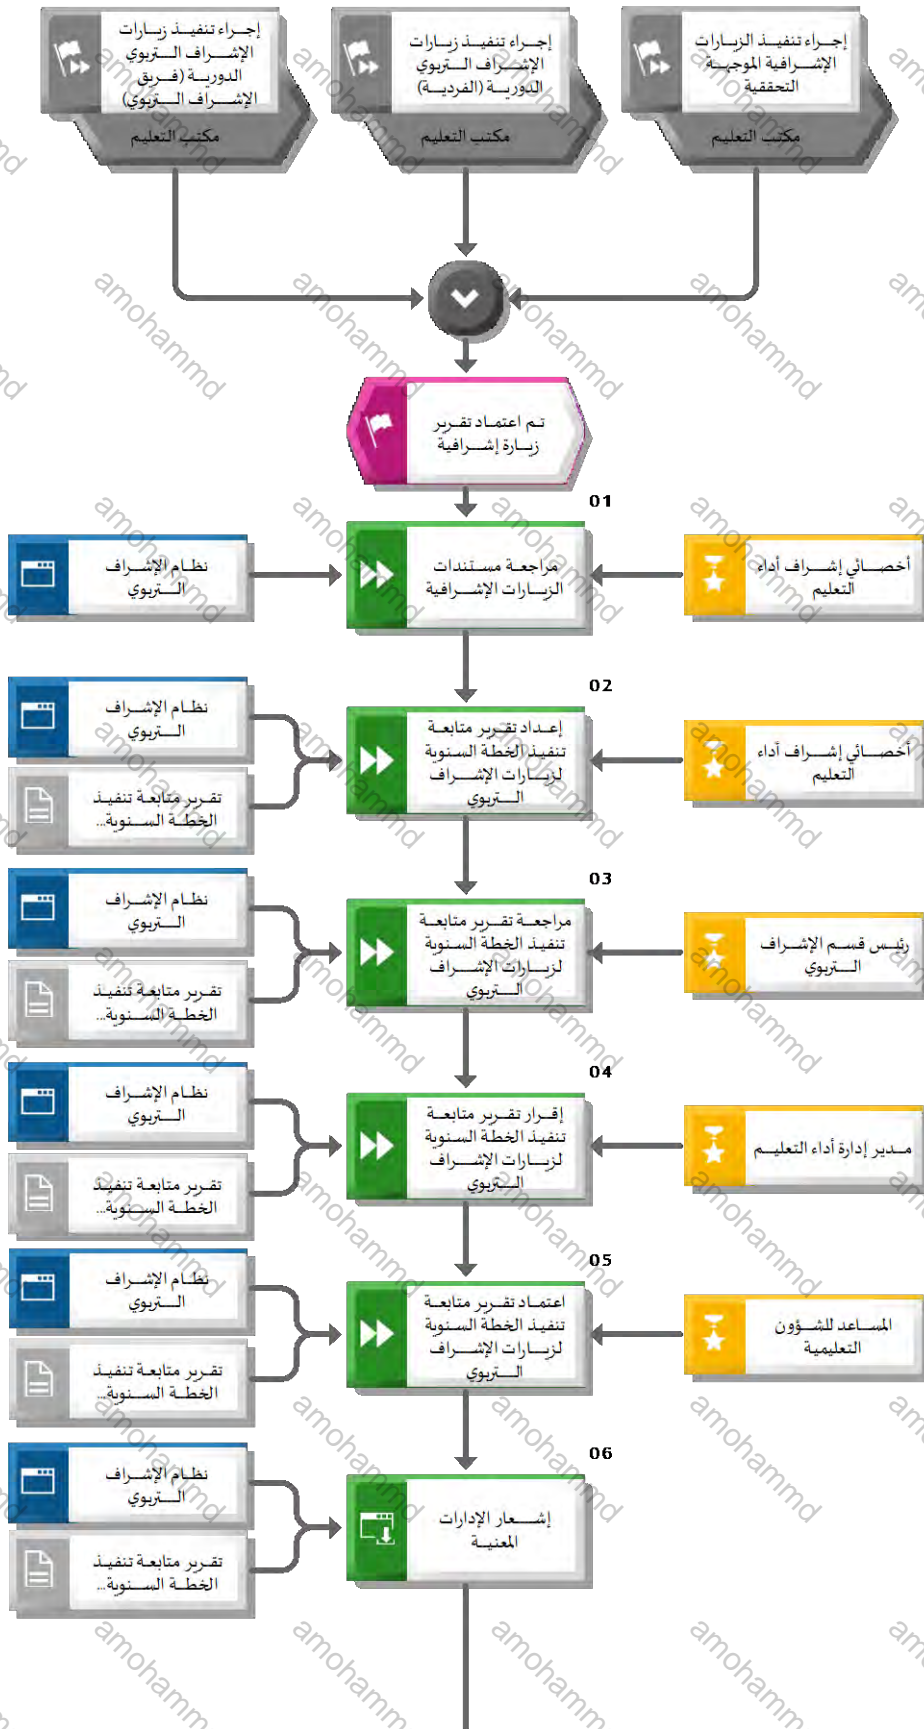 إجراء تنفيذ الزيارات
الإشرافية الموجهة
التحققية
مكتب التعليم
إجراء تنفيذ زيارات
الإشراف التربوي
الدورية (الفردية)
مكتب التعليم
إجراء تنفيذ زيارات
الإشراف التربوي
الدورية (فريق
الإشراف التربوي)
مكتب التعليم
تم اعتماد تقرير
زيارة إشرافية
01
أخصائي إشراف أداء
التعليم
مراجعة مستندات
الزيارات الإشرافية
نظام الإشراف
التربوي
02
أخصائي إشراف أداء
التعليم
إعداد تقرير متابعة
تنفيذ الخطة السنوية
لزيارات الإشراف
التربوي
نظام الإشراف
التربوي
تقرير متابعة تنفيذ
الخطة السنوية...
03
رئيس قسم الإشراف
التربوي
مراجعة تقرير متابعة
تنفيذ الخطة السنوية
لزيارات الإشراف
التربوي
نظام الإشراف
التربوي
تقرير متابعة تنفيذ
الخطة السنوية...
04
مدير إدارة أداء التعليم
إقرار تقرير متابعة
تنفيذ الخطة السنوية
لزيارات الإشراف
التربوي
نظام الإشراف
التربوي
تقرير متابعة تنفيذ
الخطة السنوية...
05
المساعد للشؤون
التعليمية
اعتماد تقرير متابعة
تنفيذ الخطة السنوية
لزيارات الإشراف
التربوي
نظام الإشراف
التربوي
تقرير متابعة تنفيذ
الخطة السنوية...
06
إشعار الإدارات
المعنية
نظام الإشراف
التربوي
تقرير متابعة تنفيذ
الخطة السنوية...
amohammd